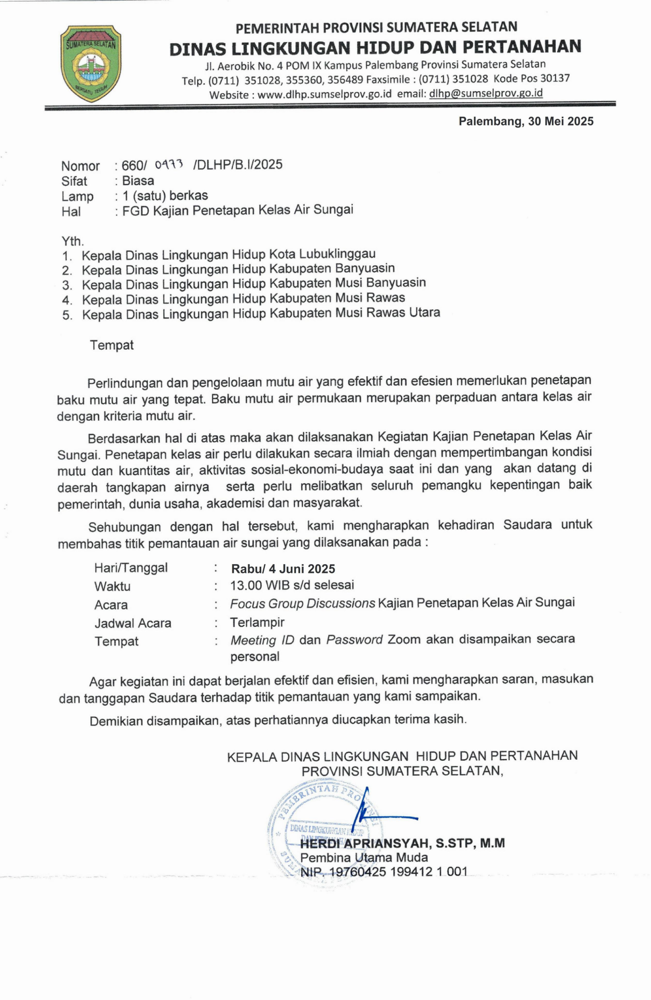 SUMATERA SELATAN
BERSATU TEGUH
PEMERINTAH PROVINSI SUMATERA SELATAN
DINAS LINGKUNGAN HIDUP DAN PERTANAHAN
Jl. Aerobik No. 4 POM IX Kampus Palembang Provinsi Sumatera Selatan
Telp. (0711) 351028, 355360, 356489 Faxsimile : (0711) 351028 Kode Pos 30137
Website : www.dlhp.sumselprov.go.id email: dlhp@sumselprov.go.id
Palembang, 30 Mei 2025
Nomor : 660/ /DLHP/B.I/2025
Sifat : Biasa
Lamp : 1 (satu) berkas
Hal : FGD Kajian Penetapan Kelas Air Sungai
Yth.
1. Kepala Dinas Lingkungan Hidup Kota Lubuklinggau
2. Kepala Dinas Lingkungan Hidup Kabupaten Banyuasin
3. Kepala Dinas Lingkungan Hidup Kabupaten Musi Banyuasin
4. Kepala Dinas Lingkungan Hidup Kabupaten Musi Rawas
5. Kepala Dinas Lingkungan Hidup Kabupaten Musi Rawas Utara
Tempat
Perlindungan dan pengelolaan mutu air yang efektif dan efesien memerlukan penetapan
baku mutu air yang tepat. Baku mutu air permukaan merupakan perpaduan antara kelas air
dengan kriteria mutu air.
Berdasarkan hal di atas maka akan dilaksanakan Kegiatan Kajian Penetapan Kelas Air
Sungai. Penetapan kelas air perlu dilakukan secara ilmiah dengan mempertimbangan kondisi
mutu dan kuantitas air, aktivitas sosial-ekonomi-budaya saat ini dan yang akan datang di
daerah tangkapan airnya serta perlu melibatkan seluruh pemangku kepentingan baik
pemerintah, dunia usaha, akademisi dan masyarakat.
Sehubungan dengan hal tersebut, kami mengharapkan kehadiran Saudara untuk
membahas titik pemantauan air sungai yang dilaksanakan pada :
Hari/Tanggal : Rabu/ 4 Juni 2025
Waktu : 13.00 WIB s/d selesai
Acara : Focus Group Discussions Kajian Penetapan Kelas Air Sungai
Jadwal Acara : Terlampir
Tempat : Meeting ID dan Password Zoom akan disampaikan secara
personal
Agar kegiatan ini dapat berjalan efektif dan efisien, kami mengharapkan saran, masukan
dan tanggapan Saudara terhadap titik pemantauan yang kami sampaikan.
Demikian disampaikan, atas perhatiannya diucapkan terima kasih.
KEPALA DINAS LINGKUNGAN HIDUP DAN PERTANAHAN
PROVINSI SUMATERA SELATAN,
PEMERINTAH PROVINSI
DINAS LINGKUNGAN HIDUP
DAN PERTANAHAN
HERDI APRIANSYAH, S.STP, M.M
Pembina Utama Muda
NIP. 19760425 199412 1 001